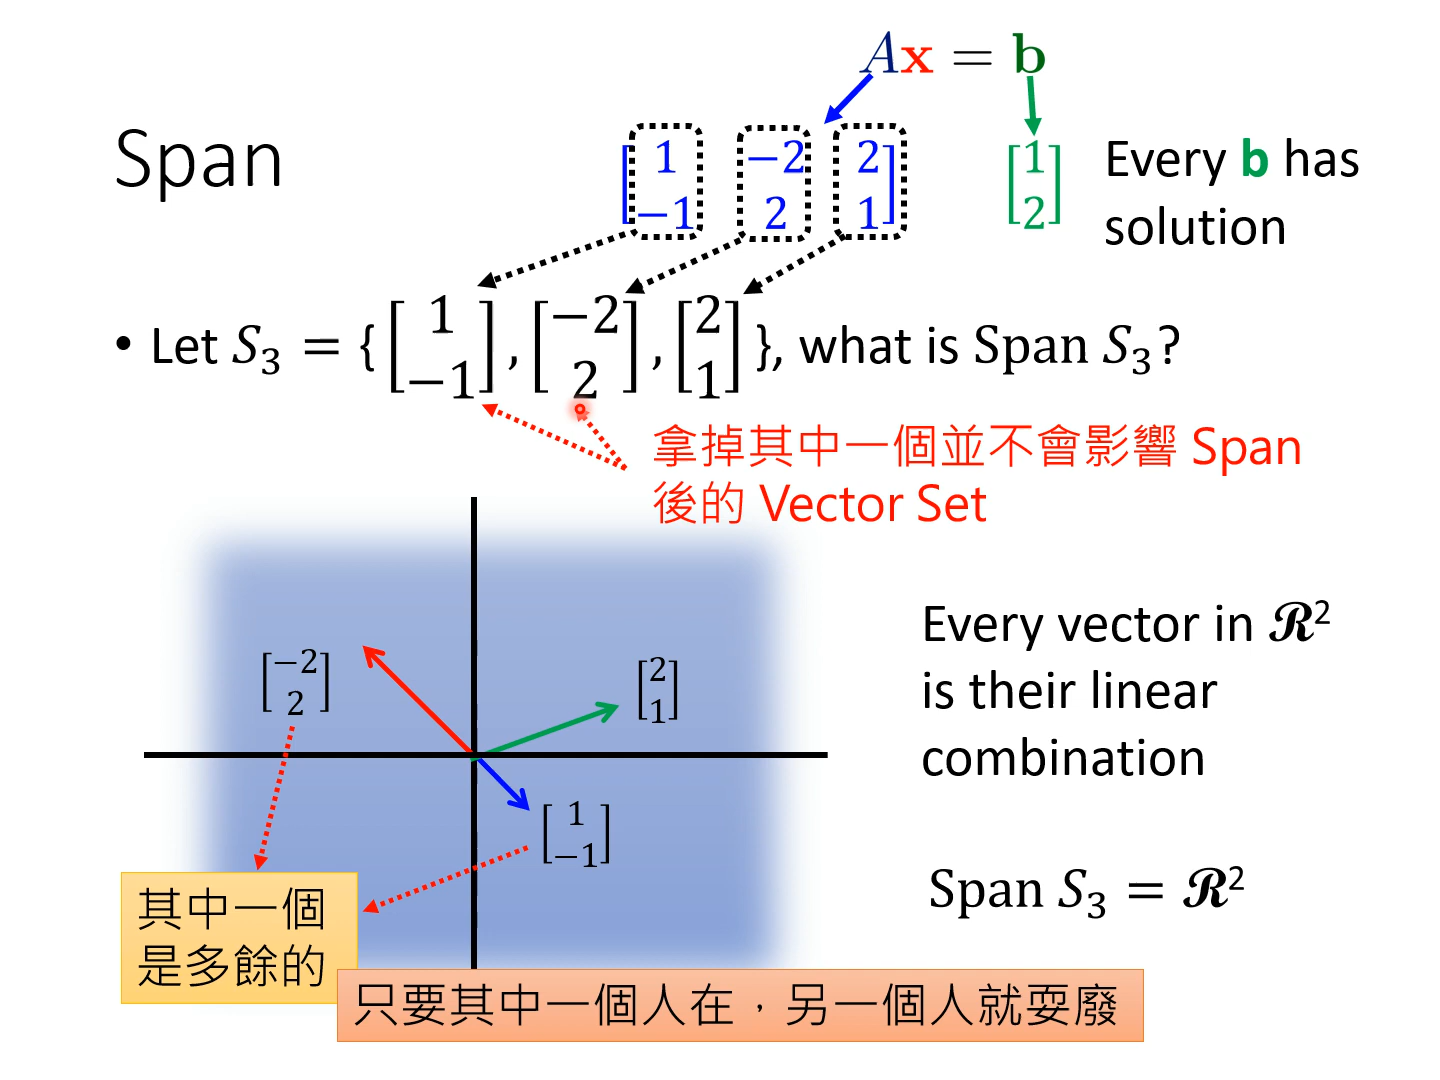 Ax = b
Span
[1 −2 2
−1 2 1]
[1
2]
Every b has
solution
• Let S₃ = { [1
−1] , [−2
2] , [2
1] }, what is Span S₃?
拿掉其中一個並不會影響 Span
後的 Vector Set
[−2
2]
[2
1]
[1
−1]
Every vector in ℛ²
is their linear
combination
Span S₃ = ℛ²
其中一個
是多餘的
只要其中一個人在，另一個人就耍廢